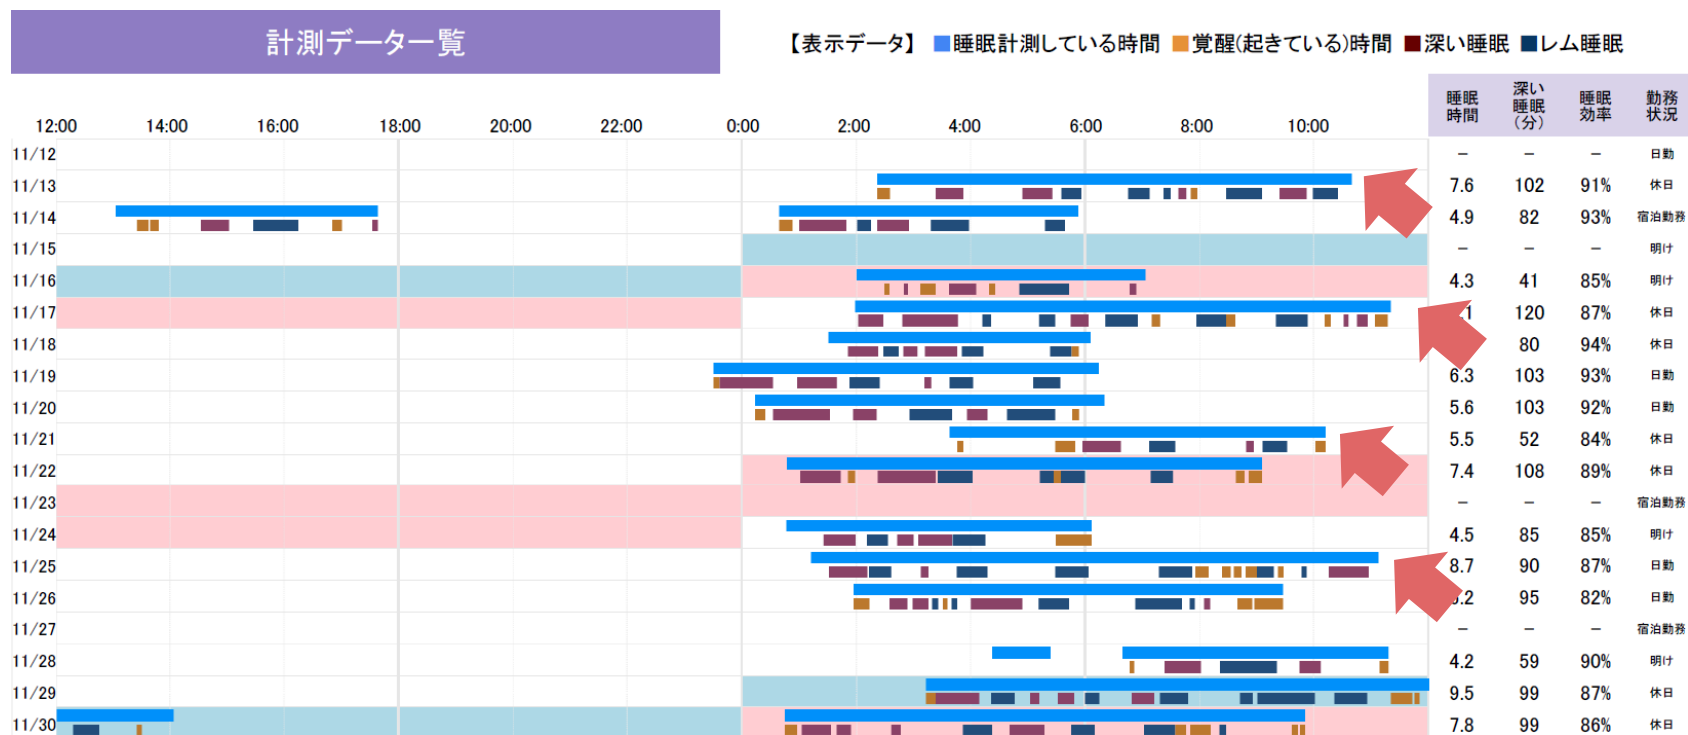 計測データ一覧
【表示データ】 睡眠計測している時間 覚醒(起きている)時間 深い睡眠 レム睡眠
12:00 14:00 16:00 18:00 20:00 22:00 0:00 2:00 4:00 6:00 8:00 10:00 睡眠時間 深い睡眠(分) 睡眠効率 勤務状況
11/12 － － － 日勤
11/13 7.6 102 91% 休日
11/14 4.9 82 93% 宿泊勤務
11/15 － － － 明け
11/16 4.3 41 85% 明け
11/17 120 87% 休日
11/18 80 94% 休日
11/19 6.3 103 93% 日勤
11/20 5.6 103 92% 日勤
11/21 5.5 52 84% 休日
11/22 7.4 108 89% 休日
11/23 － － － 宿泊勤務
11/24 4.5 85 85% 明け
11/25 8.7 90 87% 日勤
11/26 95 82% 日勤
11/27 － － － 宿泊勤務
11/28 4.2 59 90% 明け
11/29 9.5 99 87% 休日
11/30 7.8 99 86% 休日